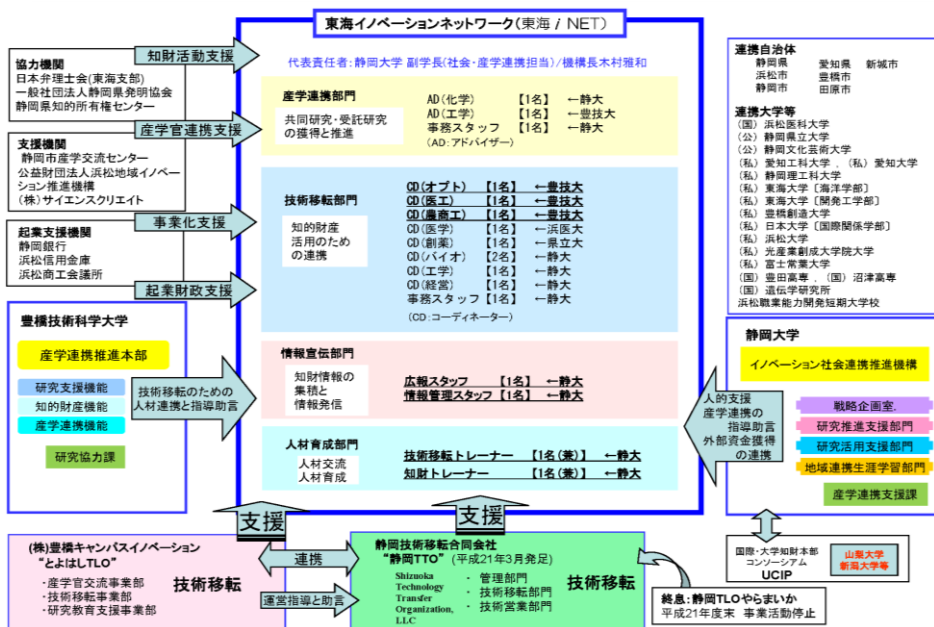 東海イノベーションネットワーク(東海 / NET)
代表責任者:静岡大学 副学長(社会・産学連携担当)/機構長木村雅和
知財活動支援
産学官連携支援
事業化支援
起業財政支援
協力機関
日本弁理士会(東海支部)
一般社団法人静岡県発明協会
静岡県知的所有権センター
支援機関
静岡市産学交流センター
公益財団法人浜松地域イノベー
ション推進機構
(株)サイエンスクリエイト
起業支援機関
静岡銀行
浜松信用金庫
浜松商工会議所
産学連携部門
共同研究・受託研究
の獲得と推進
AD(化学) 【1名】 ←静大
AD(工学) 【1名】 ←豊技大
事務スタッフ 【1名】 ←静大
(AD:アドバイザー)
技術移転部門
知的財産
活用のため
の連携
CD(オプト) 【1名】 ←豊技大
CD(医工) 【1名】 ←豊技大
CD(農商工) 【1名】 ←豊技大
CD(医学) 【1名】 ←浜医大
CD(創薬) 【1名】 ←県立大
CD(バイオ) 【2名】 ←静大
CD(工学) 【1名】 ←静大
CD(経営) 【1名】 ←静大
事務スタッフ 【1名】 ←静大
(CD:コーディネーター)
情報宣伝部門
知財情報の
集積と
情報発信
広報スタッフ 【1名】 ←静大
情報管理スタッフ 【1名】 ←静大
人材育成部門
人材交流
人材育成
技術移転トレーナー 【1名(兼)】 ←静大
知財トレーナー 【1名(兼)】 ←静大
連携自治体
静岡県 愛知県 新城市
浜松市 豊橋市
静岡市 田原市
連携大学等
(国) 浜松医科大学
(公) 静岡県立大学
(公) 静岡文化芸術大学
(私) 愛知工科大学 , (私) 愛知大学
(私) 静岡理工科大学
(私) 東海大学 [海洋学部]
(私) 東海大学 [開発工学部]
(私) 豊橋創造大学
(私) 日本大学 [国際関係学部]
(私) 浜松大学
(私) 光産業創成大学院大学
(私) 富士常葉大学
(国) 豊田高専 , (国) 沼津高専
(国) 遺伝学研究所
浜松職業能力開発短期大学校
豊橋技術科学大学
産学連携推進本部
研究支援機能
知的財産機能
産学連携機能
研究協力課
技術移転のための
人材連携と指導助言
静岡大学
イノベーション社会連携推進機構
戦略企画室.
研究推進支援部門
研究活用支援部門
地域連携生涯学習部門
産学連携支援課
人的支援
産学連携の
指導助言
外部資金獲得
の連携
支援
支援
(株)豊橋キャンパスイノベーション
“とよはしTLO”
・産学官交流事業部
・技術移転事業部
・研究教育支援事業部
技術移転
連携
運営指導と助言
静岡技術移転合同会社
“静岡TTO” (平成21年3月発足)
Shizuoka
Technology
Transfer
Organization,
LLC
・ 管理部門
・ 技術移転部門
・ 技術営業部門
技術移転
国際・大学知財本部
コンソーシアム
UCIP
山梨大学
新潟大学等
終息:静岡TLOやらまいか
平成21年度末 事業活動停止